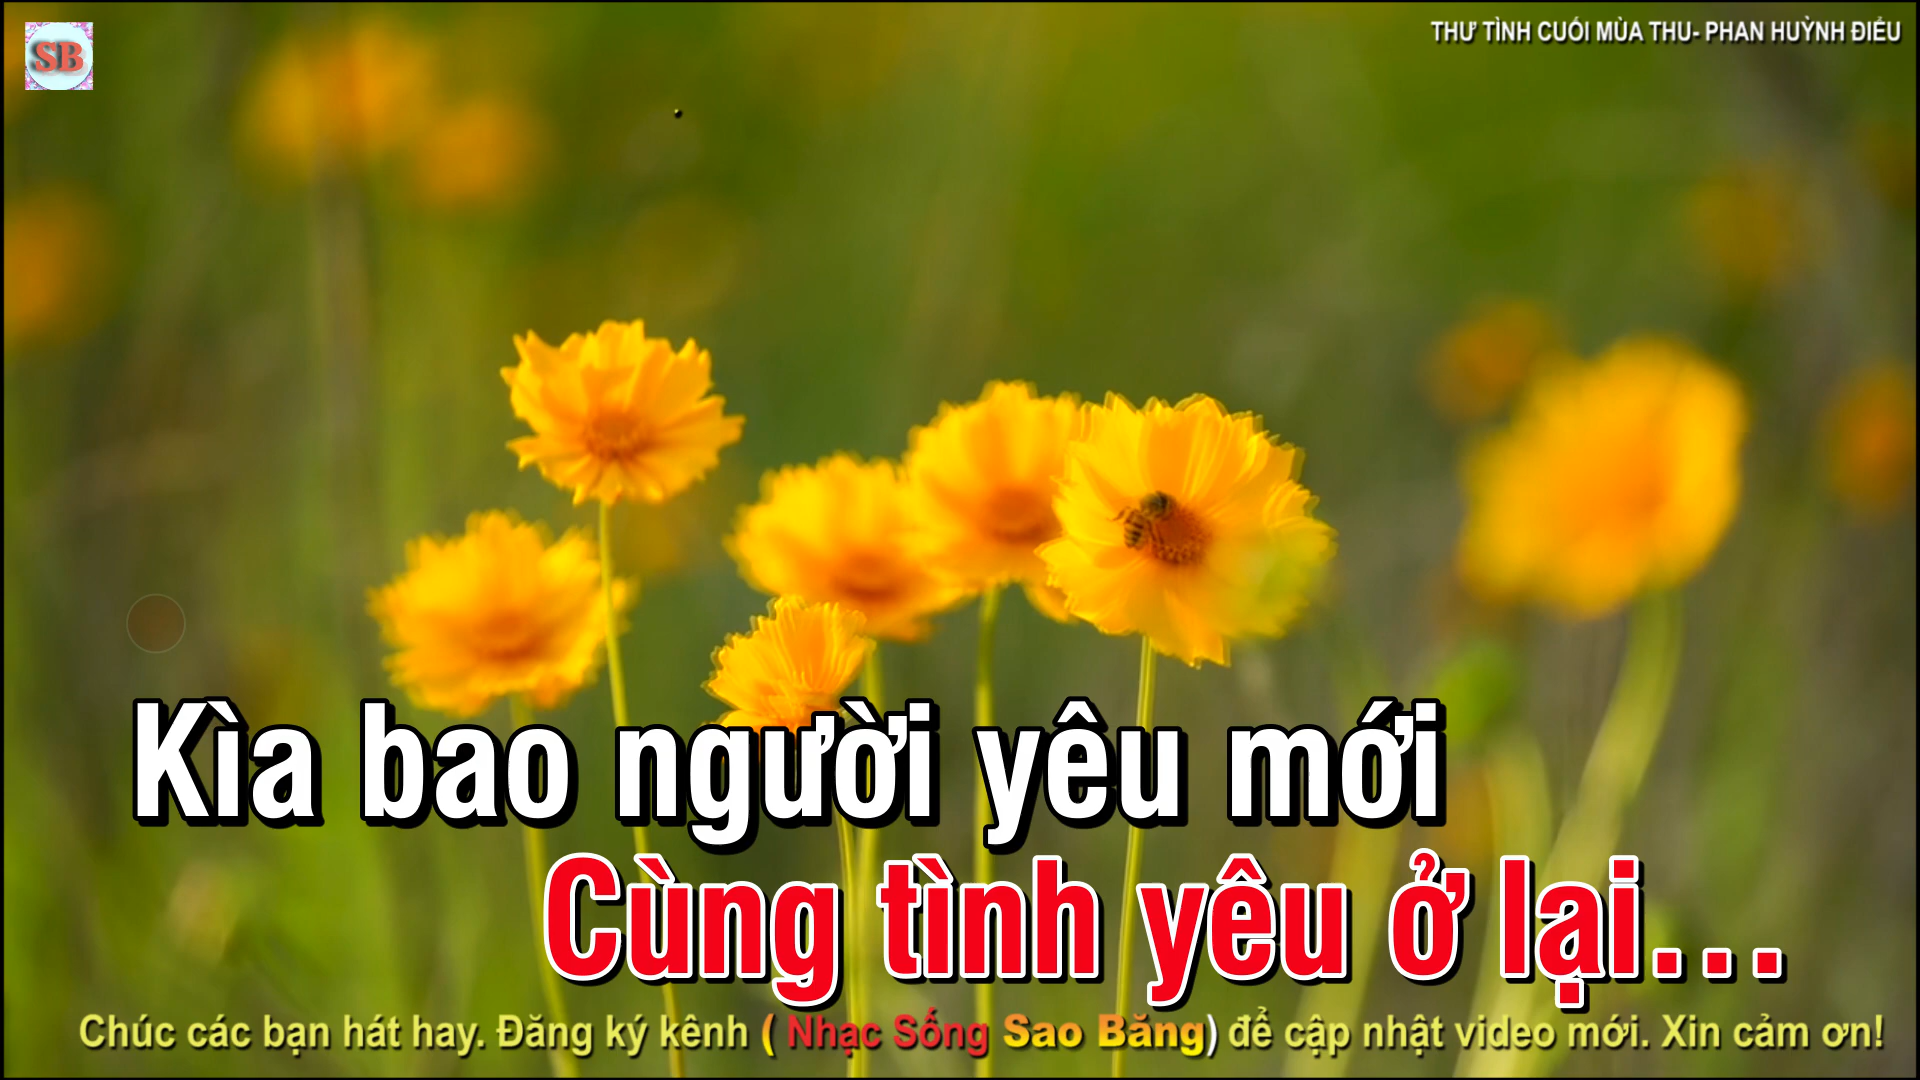 SB
THƯ TÌNH CUỐI MÙA THU- PHAN HUỲNH ĐIỂU
Kìa bao người yêu mới
Cùng tình yêu ở lại...
Chúc các bạn hát hay. Đăng ký kênh ( Nhạc Sống Sao Băng) để cập nhật video mới. Xin cảm ơn!